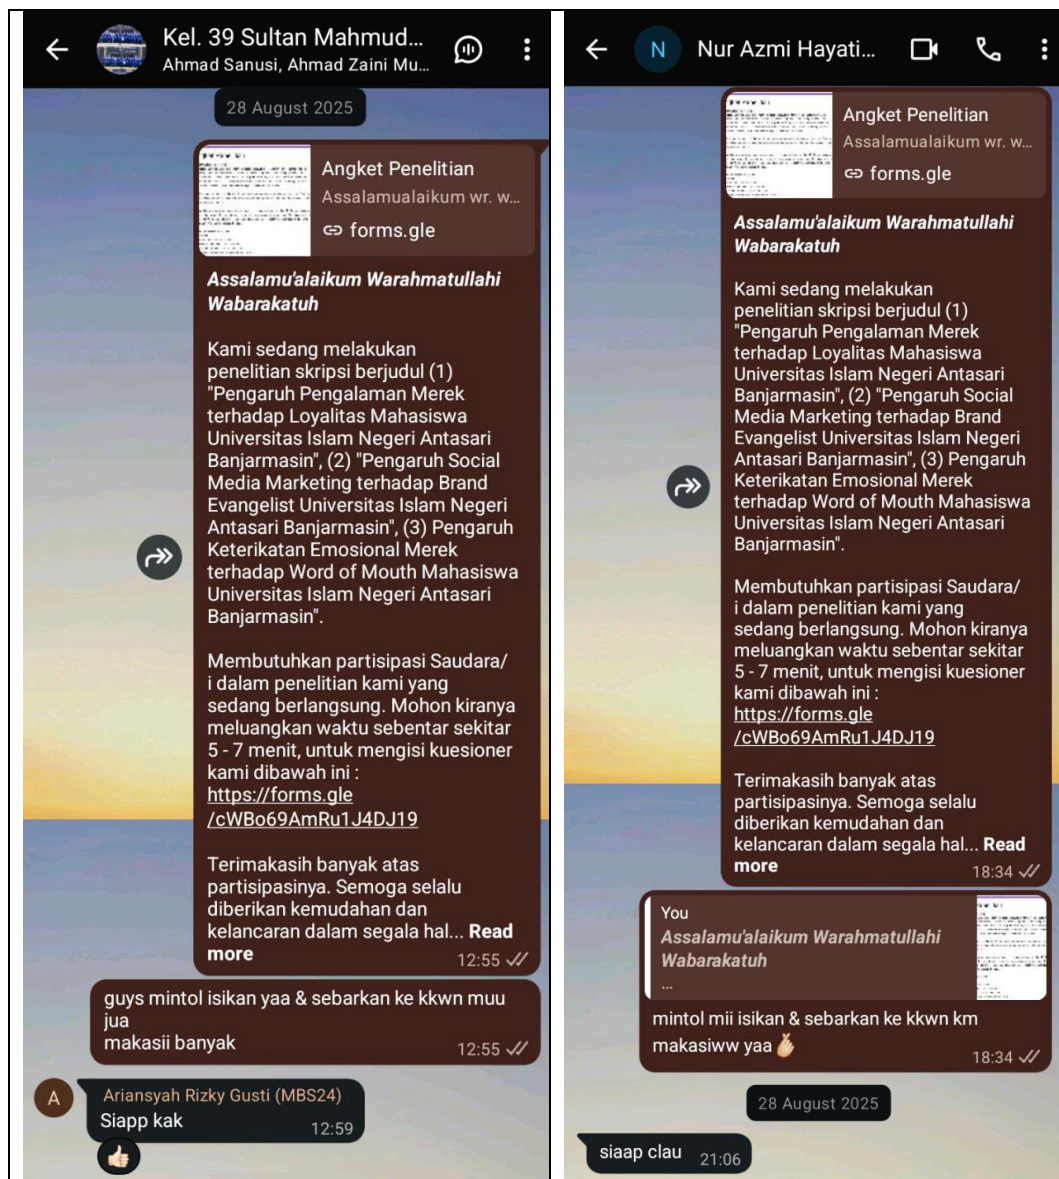 Kel. 39 Sultan Mahmud...
Ahmad Sanusi, Ahmad Zaini Mu...
28 August 2025
Angket Penelitian
Assalamualaikum wr. w...
forms.gle
Assalamu'alaikum Warahmatullahi
Wabarakatuh
Kami sedang melakukan
penelitian skripsi berjudul (1)
"Pengaruh Pengalaman Merek
terhadap Loyalitas Mahasiswa
Universitas Islam Negeri Antasari
Banjarmasin", (2) "Pengaruh Social
Media Marketing terhadap Brand
Evangelist Universitas Islam Negeri
Antasari Banjarmasin", (3) Pengaruh
Keterikatan Emosional Merek
terhadap Word of Mouth Mahasiswa
Universitas Islam Negeri Antasari
Banjarmasin".
Membutuhkan partisipasi Saudara/
i dalam penelitian kami yang
sedang berlangsung. Mohon kiranya
meluangkan waktu sebentar sekitar
5 - 7 menit, untuk mengisi kuesioner
kami dibawah ini :
https://forms.gle
/cWBo69AmRu1J4DJ19
Terimakasih banyak atas
partisipasinya. Semoga selalu
diberikan kemudahan dan
kelancaran dalam segala hal... Read
more
12:55
guys mintol isikan yaa & sebarkan ke kkwn muu
jua
makasii banyak
12:55
A
Ariansyah Rizky Gusti (MBS24)
Siapp kak
12:59
N
Nur Azmi Hayati...
Angket Penelitian
Assalamualaikum wr. w...
forms.gle
Assalamu'alaikum Warahmatullahi
Wabarakatuh
Kami sedang melakukan
penelitian skripsi berjudul (1)
"Pengaruh Pengalaman Merek
terhadap Loyalitas Mahasiswa
Universitas Islam Negeri Antasari
Banjarmasin", (2) "Pengaruh Social
Media Marketing terhadap Brand
Evangelist Universitas Islam Negeri
Antasari Banjarmasin", (3) Pengaruh
Keterikatan Emosional Merek
terhadap Word of Mouth Mahasiswa
Universitas Islam Negeri Antasari
Banjarmasin".
Membutuhkan partisipasi Saudara/
i dalam penelitian kami yang
sedang berlangsung. Mohon kiranya
meluangkan waktu sebentar sekitar
5 - 7 menit, untuk mengisi kuesioner
kami dibawah ini :
https://forms.gle
/cWBo69AmRu1J4DJ19
Terimakasih banyak atas
partisipasinya. Semoga selalu
diberikan kemudahan dan
kelancaran dalam segala hal... Read
more
18:34
You
Assalamu'alaikum Warahmatullahi
Wabarakatuh
...
mintol mii isikan & sebarkan ke kkwn km
makasiww yaa🫰🏻
18:34
28 August 2025
siaap clau
21:06